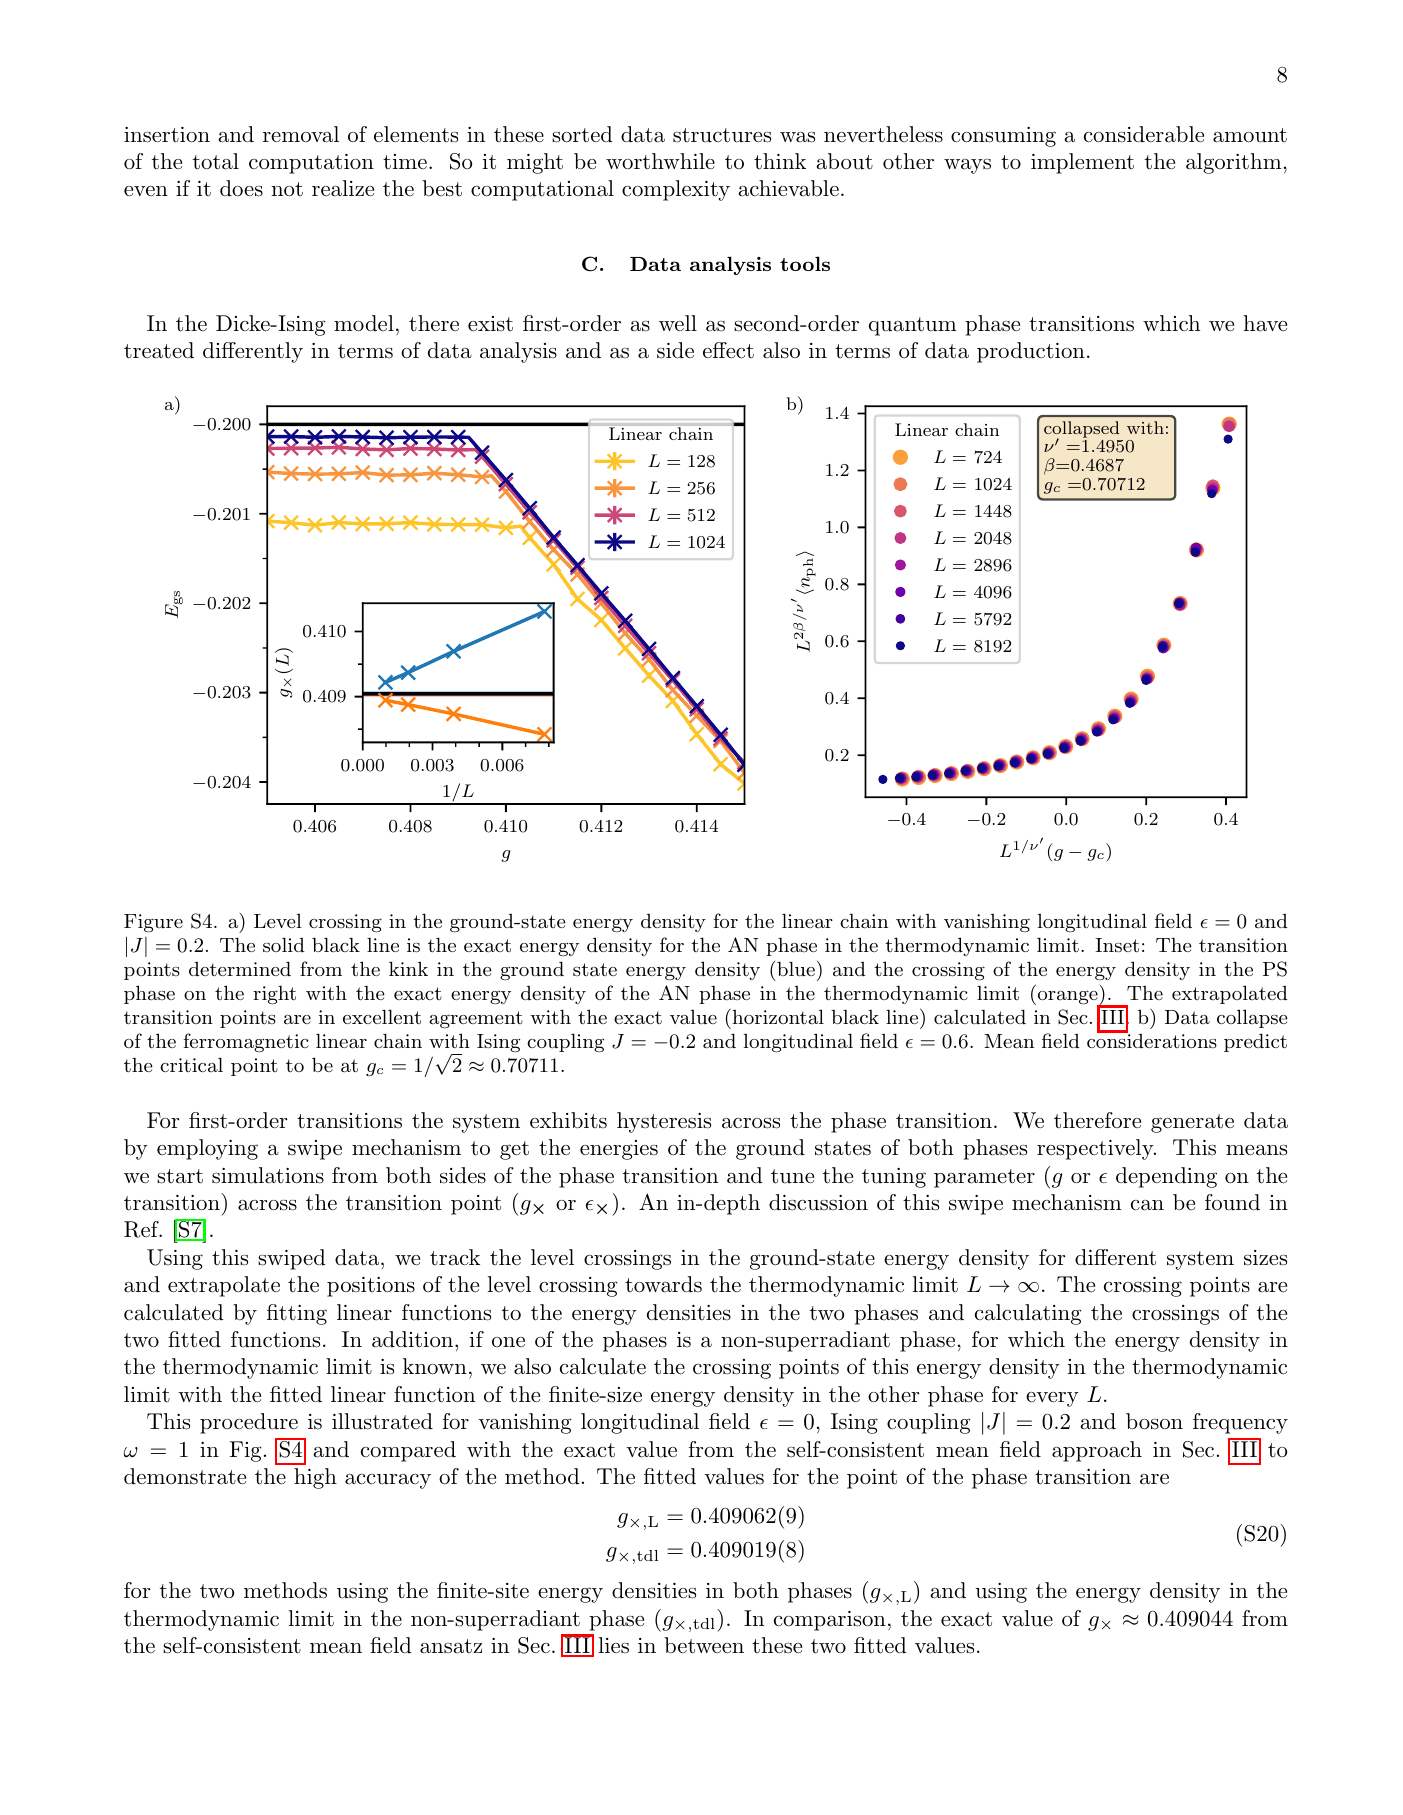 8
insertion and removal of elements in these sorted data structures was nevertheless consuming a considerable amount
of the total computation time. So it might be worthwhile to think about other ways to implement the algorithm,
even if it does not realize the best computational complexity achievable.
C. Data analysis tools
In the Dicke-Ising model, there exist first-order as well as second-order quantum phase transitions which we have
treated differently in terms of data analysis and as a side effect also in terms of data production.
a)
−0.200
−0.201
−0.202
−0.203
−0.204
E_gs
0.406 0.408 0.410 0.412 0.414
g
Linear chain
L = 128
L = 256
L = 512
L = 1024
0.410
0.409
g_×(L)
0.000 0.003 0.006
1/L
b)
1.4
1.2
1.0
0.8
0.6
0.4
0.2
L^{2β/ν′}⟨n_ph⟩
−0.4 −0.2 0.0 0.2 0.4
L^{1/ν′}(g − g_c)
Linear chain
L = 724
L = 1024
L = 1448
L = 2048
L = 2896
L = 4096
L = 5792
L = 8192
collapsed with:
ν′ =1.4950
β=0.4687
g_c =0.70712
Figure S4. a) Level crossing in the ground-state energy density for the linear chain with vanishing longitudinal field ϵ = 0 and
|J| = 0.2. The solid black line is the exact energy density for the AN phase in the thermodynamic limit. Inset: The transition
points determined from the kink in the ground state energy density (blue) and the crossing of the energy density in the PS
phase on the right with the exact energy density of the AN phase in the thermodynamic limit (orange). The extrapolated
transition points are in excellent agreement with the exact value (horizontal black line) calculated in Sec. III. b) Data collapse
of the ferromagnetic linear chain with Ising coupling J = −0.2 and longitudinal field ϵ = 0.6. Mean field considerations predict
the critical point to be at g_c = 1/√2 ≈ 0.70711.
For first-order transitions the system exhibits hysteresis across the phase transition. We therefore generate data
by employing a swipe mechanism to get the energies of the ground states of both phases respectively. This means
we start simulations from both sides of the phase transition and tune the tuning parameter (g or ϵ depending on the
transition) across the transition point (g_× or ϵ_×). An in-depth discussion of this swipe mechanism can be found in
Ref. [S7].
Using this swiped data, we track the level crossings in the ground-state energy density for different system sizes
and extrapolate the positions of the level crossing towards the thermodynamic limit L → ∞. The crossing points are
calculated by fitting linear functions to the energy densities in the two phases and calculating the crossings of the
two fitted functions. In addition, if one of the phases is a non-superradiant phase, for which the energy density in
the thermodynamic limit is known, we also calculate the crossing points of this energy density in the thermodynamic
limit with the fitted linear function of the finite-size energy density in the other phase for every L.
This procedure is illustrated for vanishing longitudinal field ϵ = 0, Ising coupling |J| = 0.2 and boson frequency
ω = 1 in Fig. S4 and compared with the exact value from the self-consistent mean field approach in Sec. III to
demonstrate the high accuracy of the method. The fitted values for the point of the phase transition are
g_{×,L} = 0.409062(9)
g_{×,tdl} = 0.409019(8)
(S20)
for the two methods using the finite-site energy densities in both phases (g_{×,L}) and using the energy density in the
thermodynamic limit in the non-superradiant phase (g_{×,tdl}). In comparison, the exact value of g_× ≈ 0.409044 from
the self-consistent mean field ansatz in Sec. III lies in between these two fitted values.